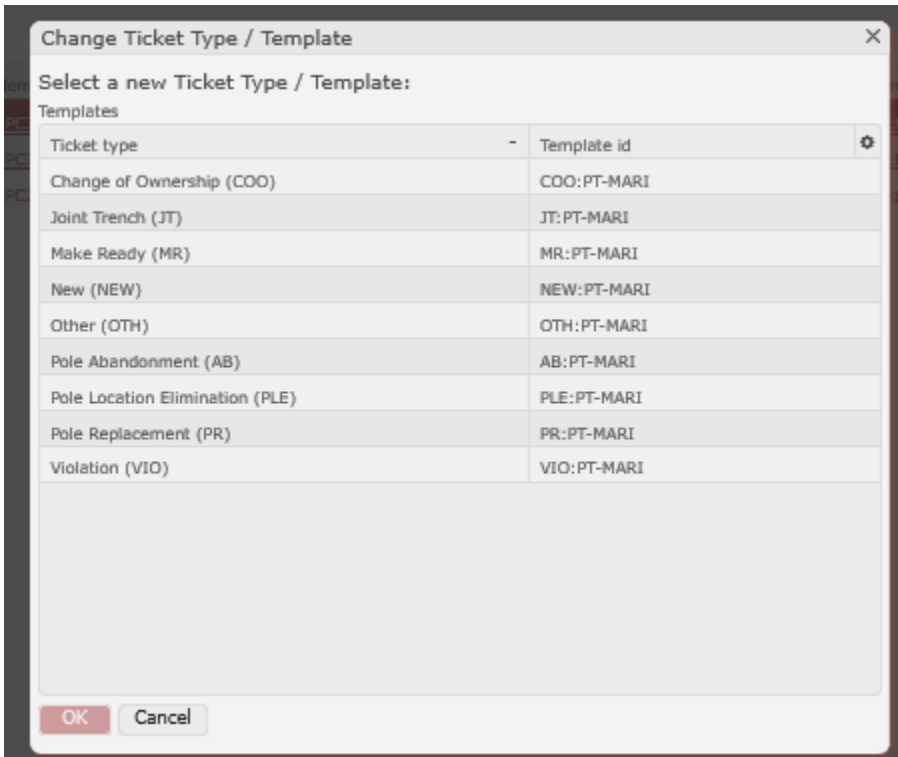 Change Ticket Type / Template
Select a new Ticket Type / Template:
Templates
Ticket type - Template id
Change of Ownership (COO) COO:PT-MARI
Joint Trench (JT) JT:PT-MARI
Make Ready (MR) MR:PT-MARI
New (NEW) NEW:PT-MARI
Other (OTH) OTH:PT-MARI
Pole Abandonment (AB) AB:PT-MARI
Pole Location Elimination (PLE) PLE:PT-MARI
Pole Replacement (PR) PR:PT-MARI
Violation (VIO) VIO:PT-MARI
OK Cancel